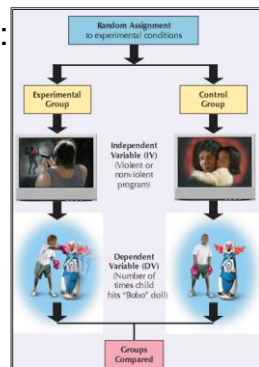 :
Random Assignment
to experimental conditions
Experimental
Group
Control
Group
Independent
Variable (IV)
(Violent or
nonviolent
program)
Dependent
Variable (DV)
(Number of
times child
hits "Bobo" doll)
Groups
Compared